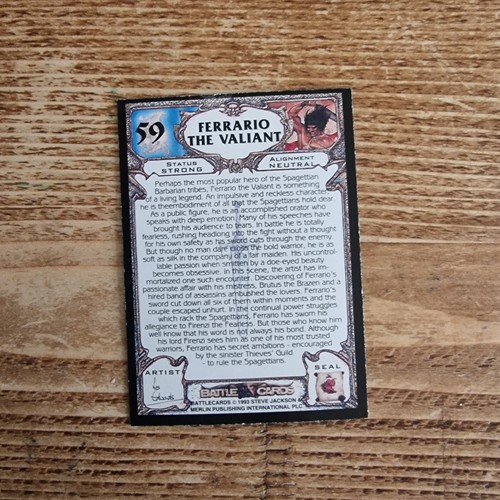 59
FERRARIO
THE VALIANT
STATUS
STRONG
ALIGNMENT
NEUTRAL
Perhaps the most popular hero of the Spagettian
Barbarian tribes, Ferrario the Valiant is something
of a living legend. An impulsive and reckless character
he is theembodiment of all that the Spagettians hold dear
As a public figure, he is an accomplished orator who
speaks with deep emotion. Many of his speeches have
brought his audience to tears. In battle he is totally
fearless, rushing headlong into the fight without a thought
for his own safety as his sword cuts through the enemy
But though no man dare cross the bold warrior, he is as
soft as silk in the company of a fair maiden. His uncontrol-
lable passion when smitten by a doe-eyed beauty
becomes obsessive. In this scene, the artist has im-
mortalized one such encounter. Discovering of Ferrario's
passionate affair with his mistress, Brutus the Brazen and a
hired band of assassins ambushed the lovers. Ferrario's
sword cut down all six of them within moments and the
couple escaped unhurt. In the continual power struggles
which rack the Spagettians, Ferrario has sworn his
allegiance to Firenzi the Fearless. But those who know him
well know that his word is not always his bond. Although
his lord Firenzi sees him as one of his most trusted
warriors, Ferrario has secret ambitions - encouraged
by the sinister Thieves' Guild
- to rule the Spagettians.
ARTIST
SEAL
BATTLE CARDS
BATTLECARDS © 1993 STEVE JACKSON
MERLIN PUBLISHING INTERNATIONAL PLC